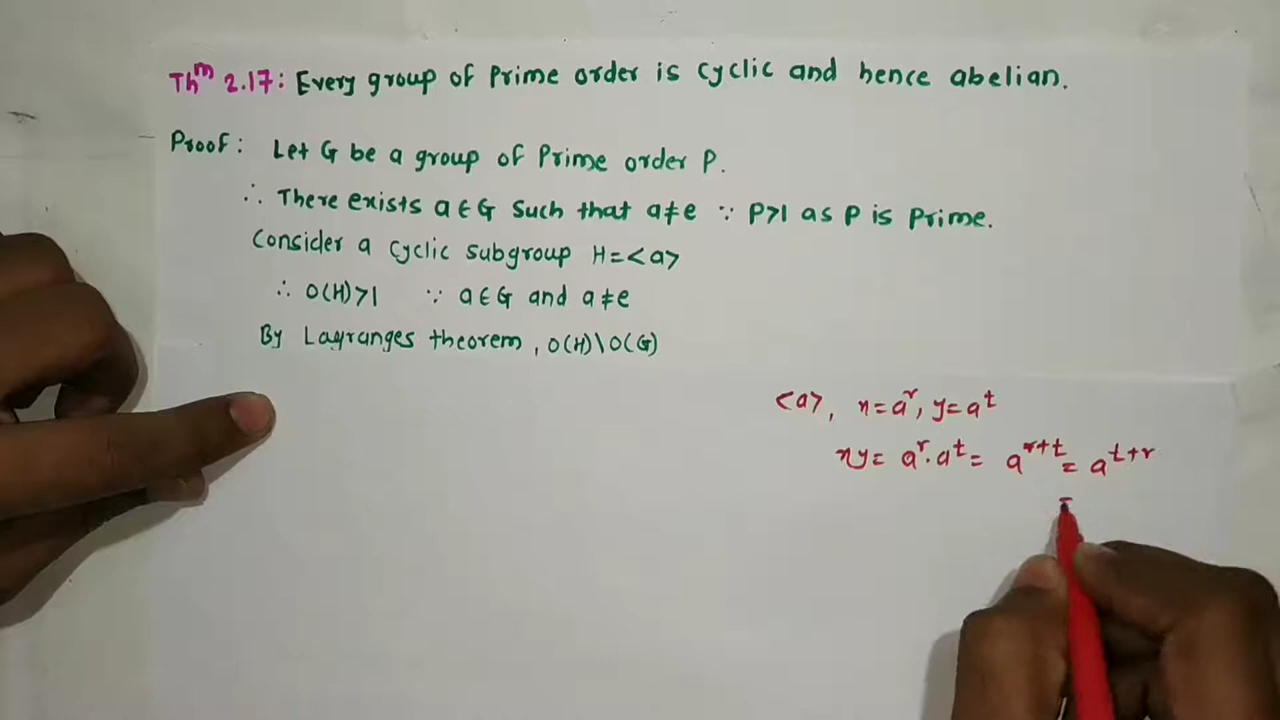 Thm 2.17: Every group of Prime order is cyclic and hence abelian.
Proof: Let G be a group of Prime order P.
∴ There exists a ∈ G such that a ≠ e ∵ P>1 as P is Prime.
Consider a cyclic subgroup H = <a>
∴ O(H)>1 ∵ a ∈ G and a ≠ e
By Lagranges theorem, O(H)\O(G)
<a>, x = a^r, y = a^t
xy = a^r · a^t = a^{r+t} = a^{t+r}
=